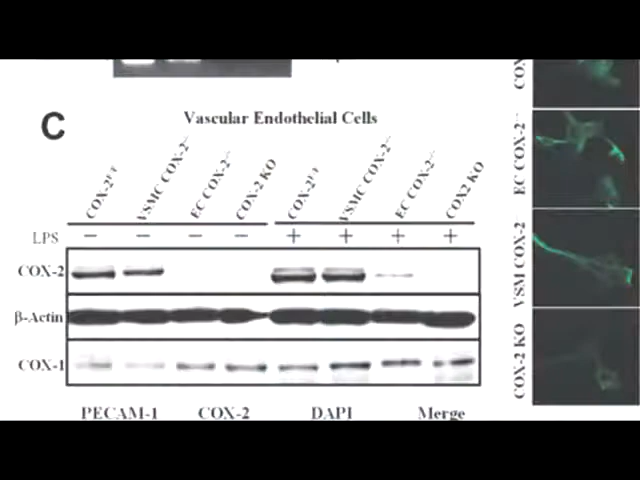 C
Vascular Endothelial Cells
COX-2f/f VSMC COX-2-/- EC COX-2-/- COX-2 KO COX-2f/f VSMC COX-2-/- EC COX-2-/- COX2 KO
LPS − − − − + + + +
COX-2
β-Actin
COX-1
PECAM-1 COX-2 DAPI Merge
EC COX-2-/-
VSM COX-2
COX-2 KO